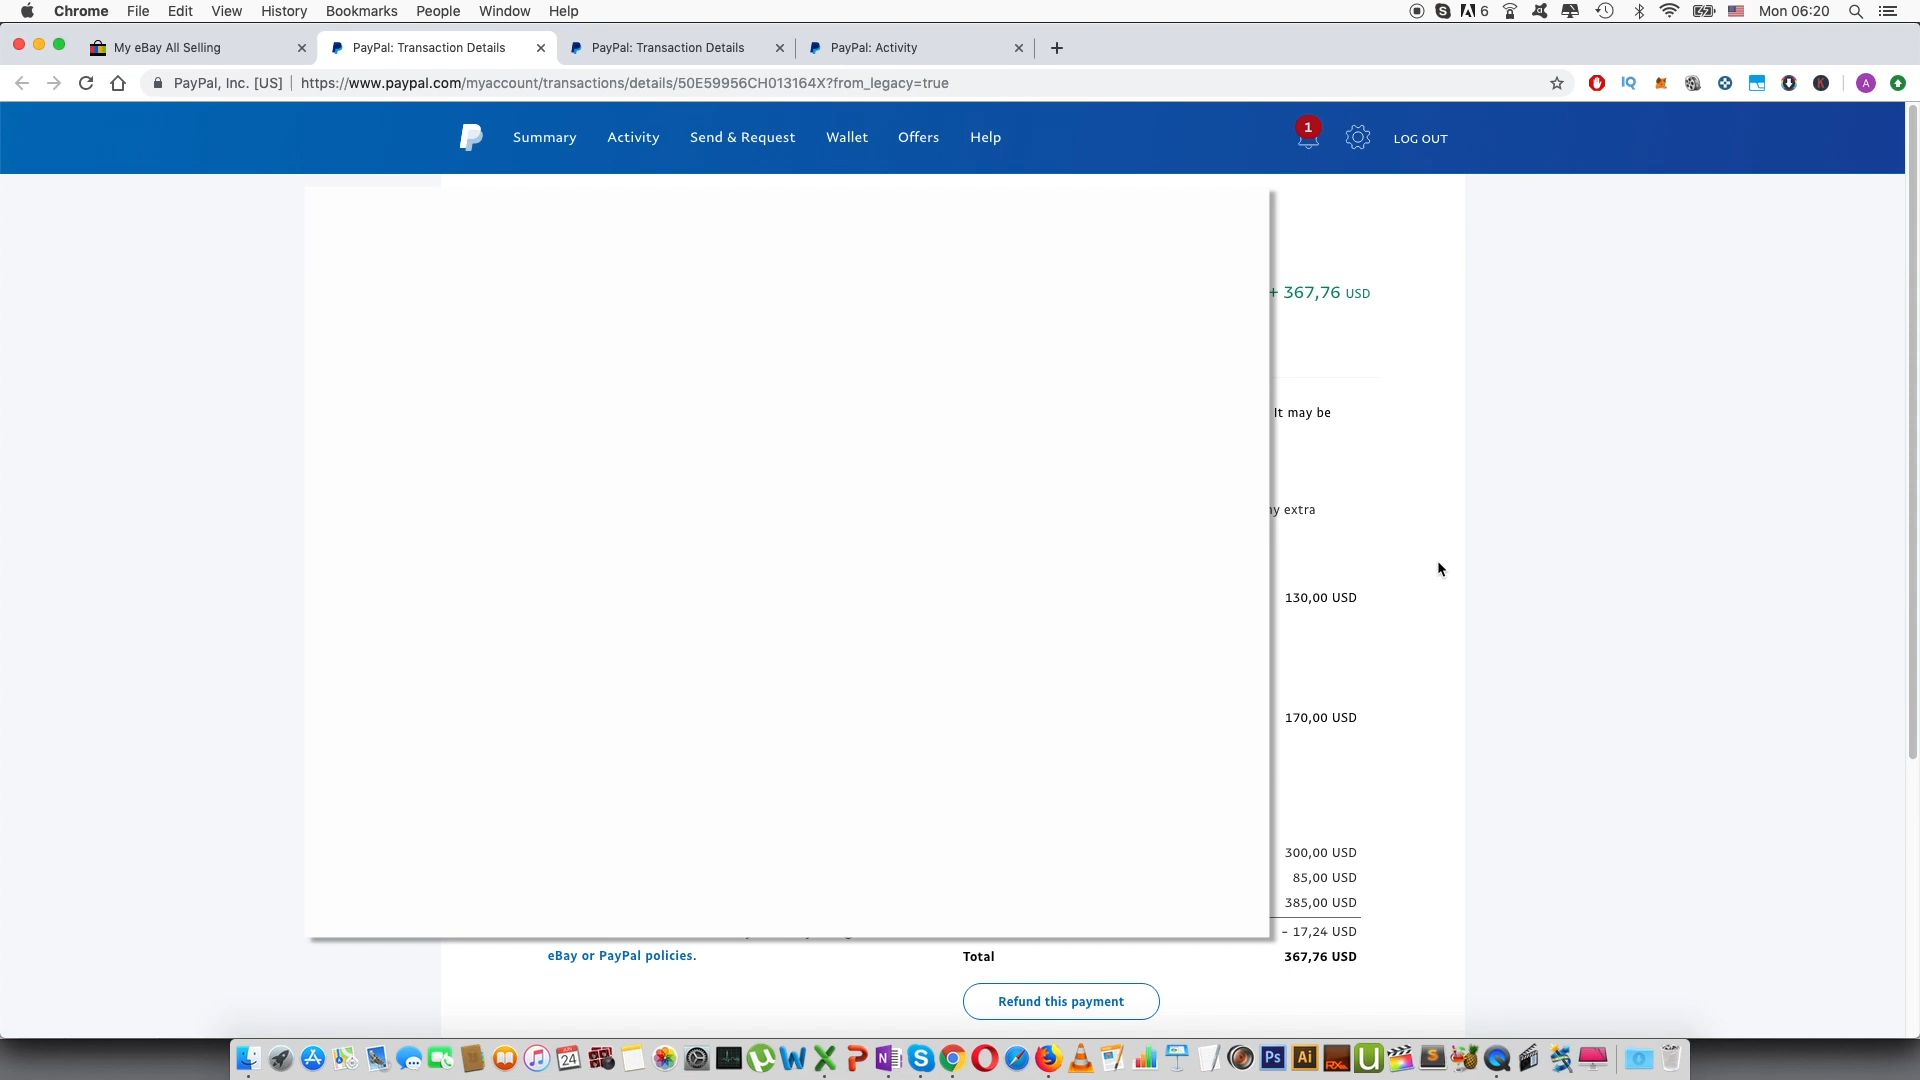 Chrome File Edit View History Bookmarks People Window Help 6 Mon 06:20
My eBay All Selling PayPal: Transaction Details PayPal: Transaction Details PayPal: Activity
PayPal, Inc. [US] https://www.paypal.com/myaccount/transactions/details/50E59956CH013164X?from_legacy=true
Summary Activity Send & Request Wallet Offers Help 1 LOG OUT
+ 367,76 USD
It may be
extra
130,00 USD
170,00 USD
300,00 USD
85,00 USD
385,00 USD
- 17,24 USD
eBay or PayPal policies.
Total 367,76 USD
Refund this payment